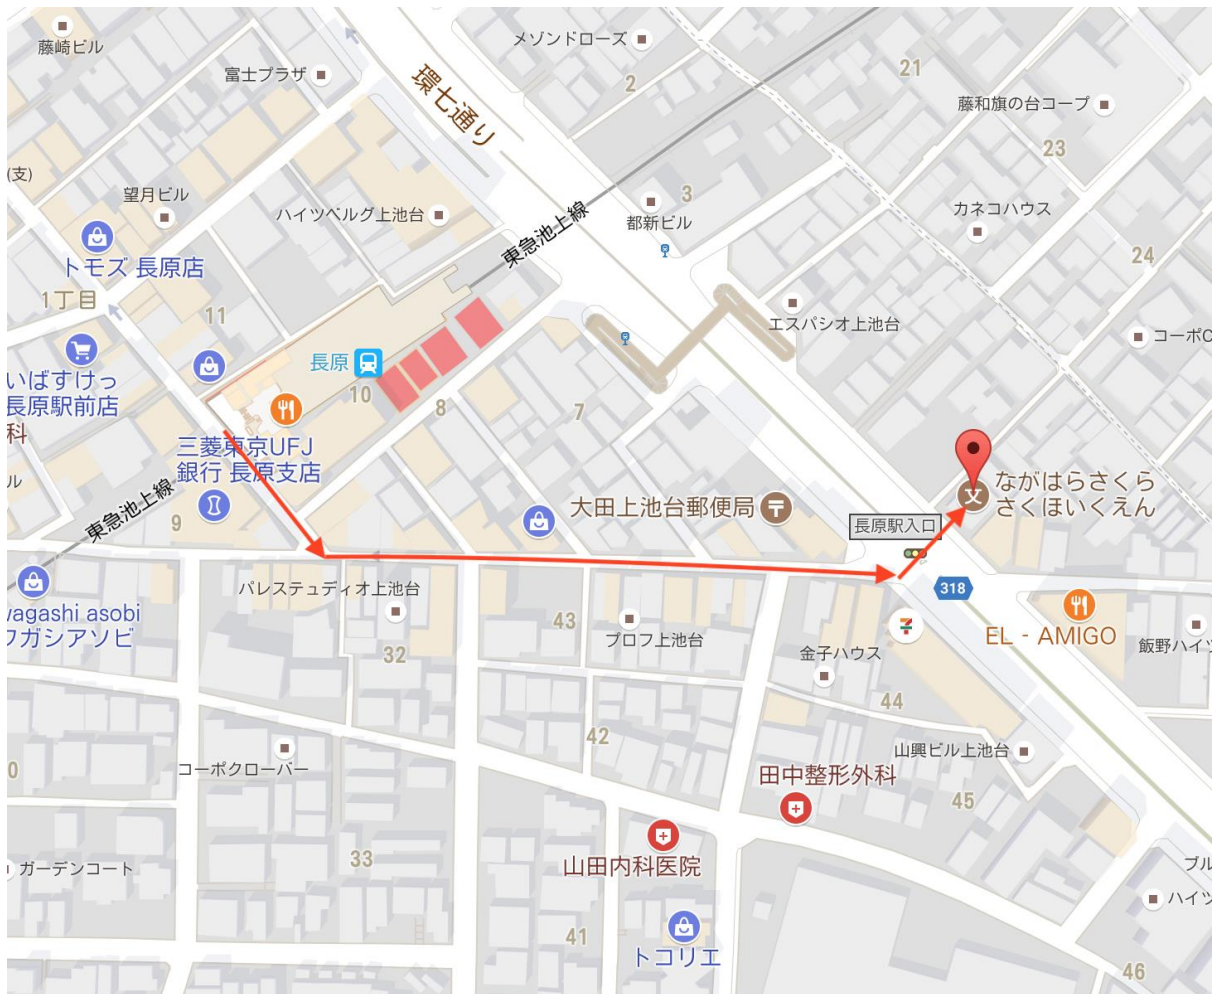 藤崎ビル
メゾンドローズ
富士プラザ
環七通り
2
21
藤和旗の台コープ
23
(支)
望月ビル
ハイツベルグ上池台
東急池上線
3
都新ビル
カネコハウス
24
トモズ 長原店
1丁目
11
エスパシオ上池台
コーポC
いばすけっ
長原駅前店
科
長原
10
8
7
三菱東京UFJ
銀行 長原支店
ル
東急池上線
9
大田上池台郵便局
長原駅入口
文
ながはらさくら
さくほいくえん
318
7
パレステュディオ上池台
wagashi asobi
ワガシアソビ
32
43
プロフ上池台
金子ハウス
EL - AMIGO
飯野ハイツ
44
42
コーポクローバー
0
山興ビル上池台
田中整形外科
45
33
山田内科医院
ガーデンコート
ブル
ハイツ
41
トコリエ
46